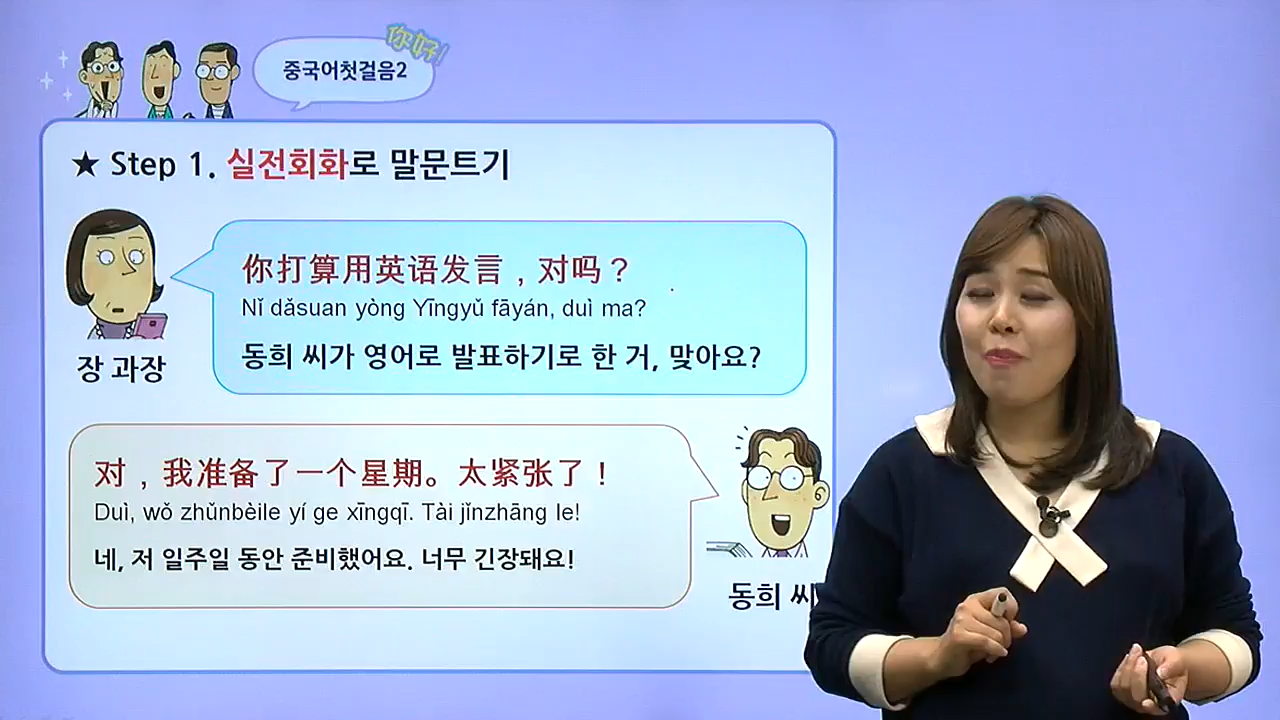 你好!
중국어첫걸음2
★ Step 1. 실전회화로 말문트기
你打算用英语发言，对吗？
Nǐ dǎsuan yòng Yīngyǔ fāyán, duì ma?
동희 씨가 영어로 발표하기로 한 거, 맞아요?
장 과장
对，我准备了一个星期。太紧张了！
Duì, wǒ zhǔnbèile yí ge xīngqī. Tài jǐnzhāng le!
네, 저 일주일 동안 준비했어요. 너무 긴장돼요!
동희 씨